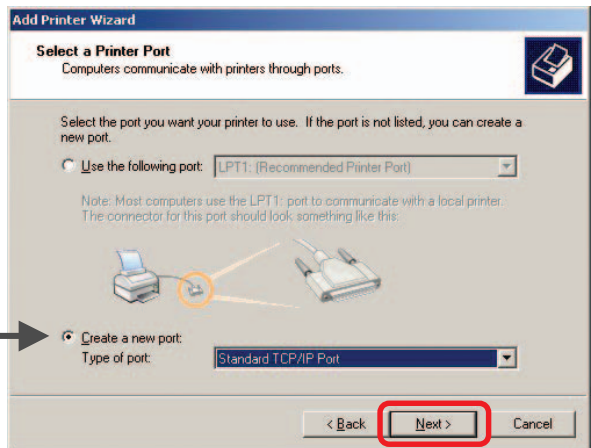 Add Printer Wizard
Select a Printer Port
Computers communicate with printers through ports.
Select the port you want your printer to use. If the port is not listed, you can create a
new port.
Use the following port: LPT1: (Recommended Printer Port)
Note: Most computers use the LPT1: port to communicate with a local printer.
The connector for this port should look something like this:
Create a new port:
Type of port: Standard TCP/IP Port
< Back Next > Cancel